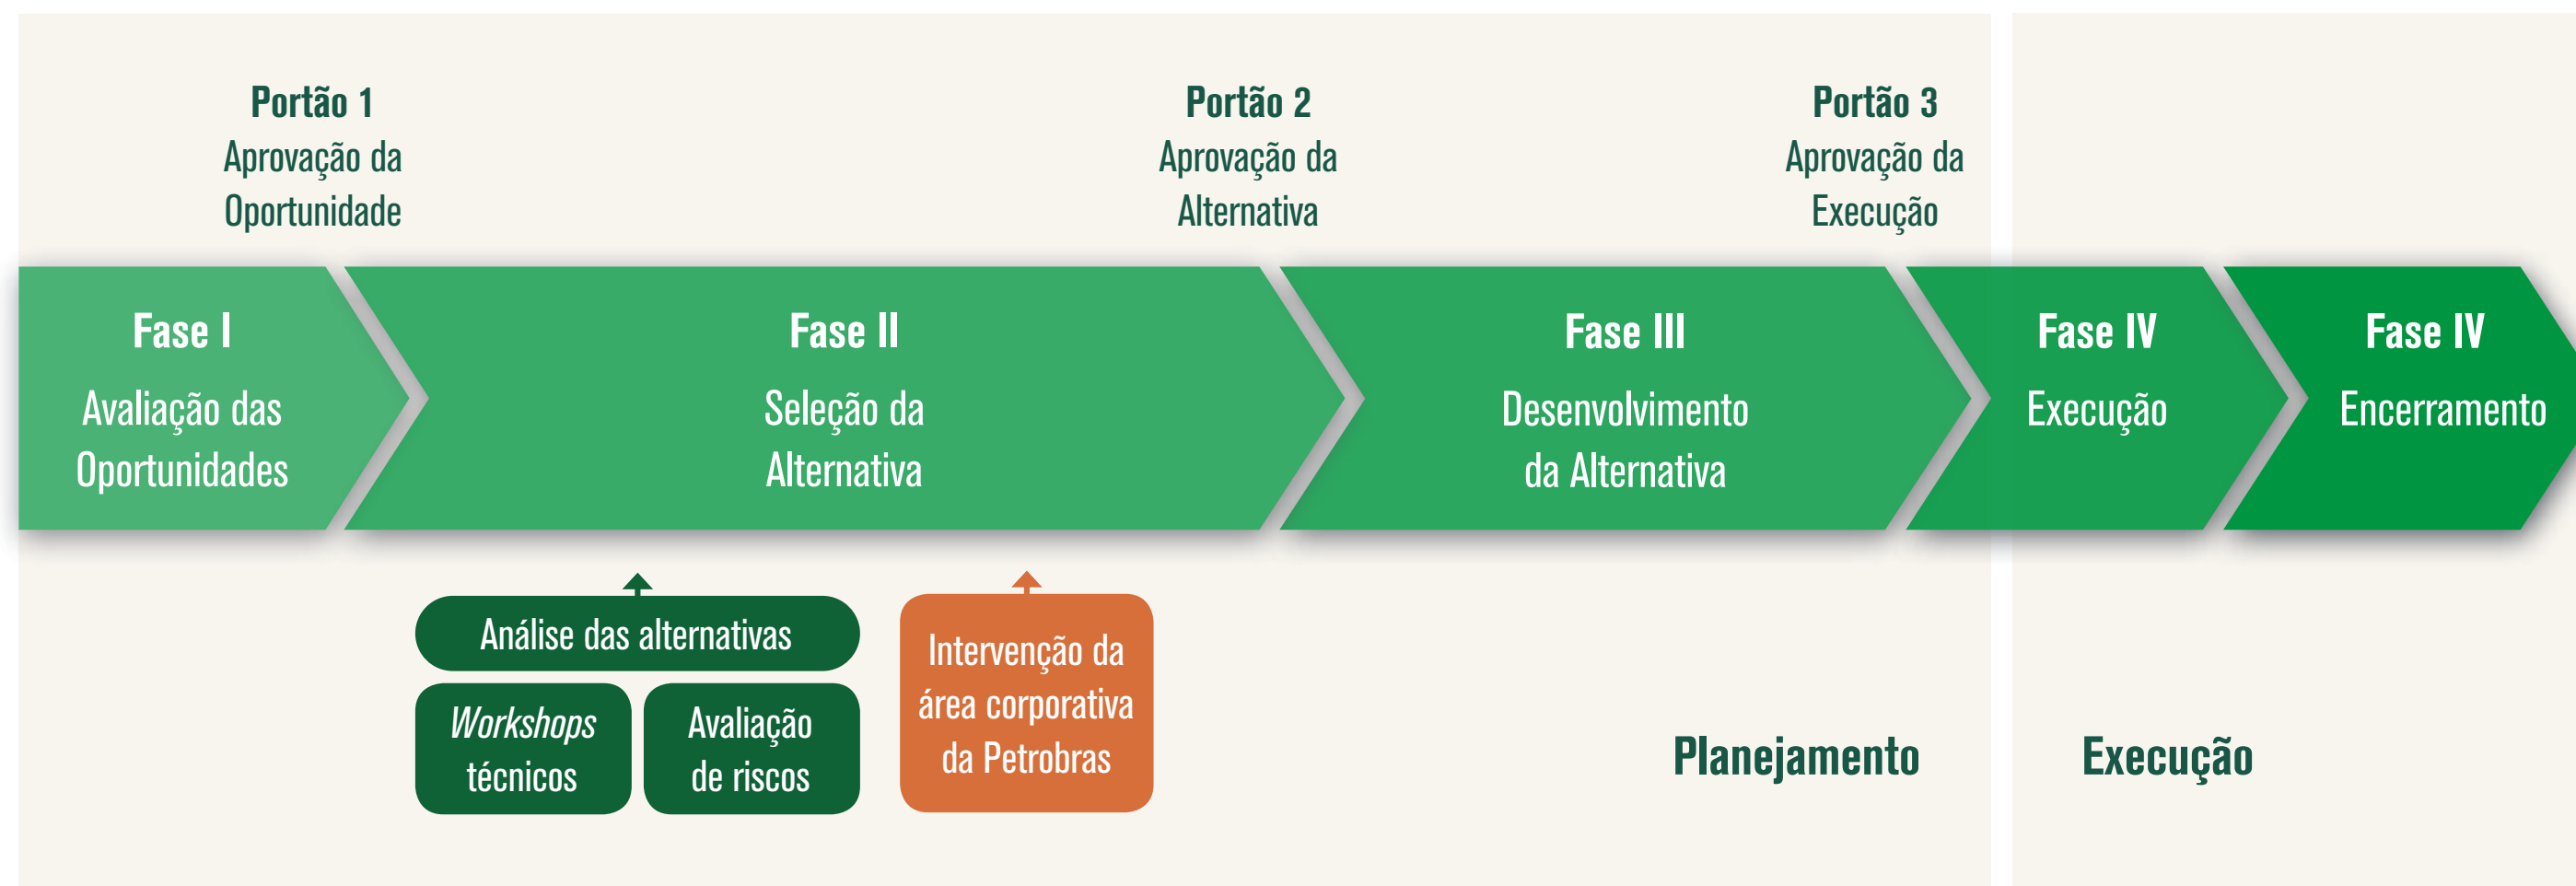 Portão 1
Aprovação da
Oportunidade
Portão 2
Aprovação da
Alternativa
Portão 3
Aprovação da
Execução
Fase I
Avaliação das
Oportunidades
Fase II
Seleção da
Alternativa
Fase III
Desenvolvimento
da Alternativa
Fase IV
Execução
Fase IV
Encerramento
Análise das alternativas
Workshops
técnicos
Avaliação
de riscos
Intervenção da
área corporativa
da Petrobras
Planejamento
Execução